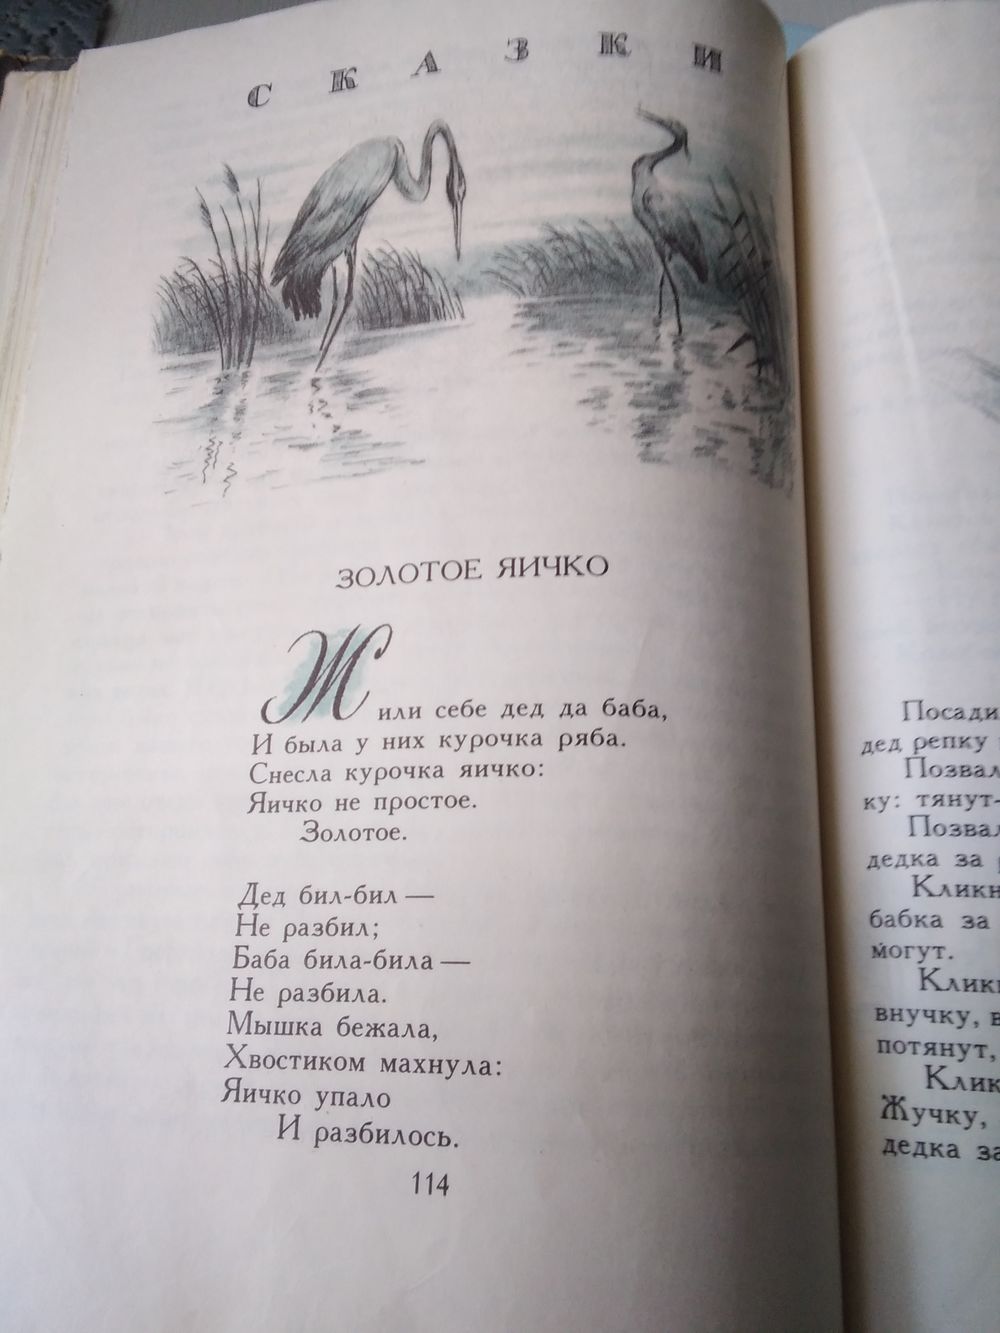 СКАЗКИ
ЗОЛОТОЕ ЯИЧКО
Жили себе дед да баба,
И была у них курочка ряба.
Снесла курочка яичко:
Яичко не простое.
Золотое.
Дед бил-бил —
Не разбил;
Баба била-била —
Не разбила.
Мышка бежала,
Хвостиком махнула:
Яичко упало
И разбилось.
114
Посади
дед репку
Позвал
ку: тянут-
Позвал
дедка за
Кликн
бабка за
могут.
Кликн
внучку, в
потянут,
Клик
Жучку,
дедка за